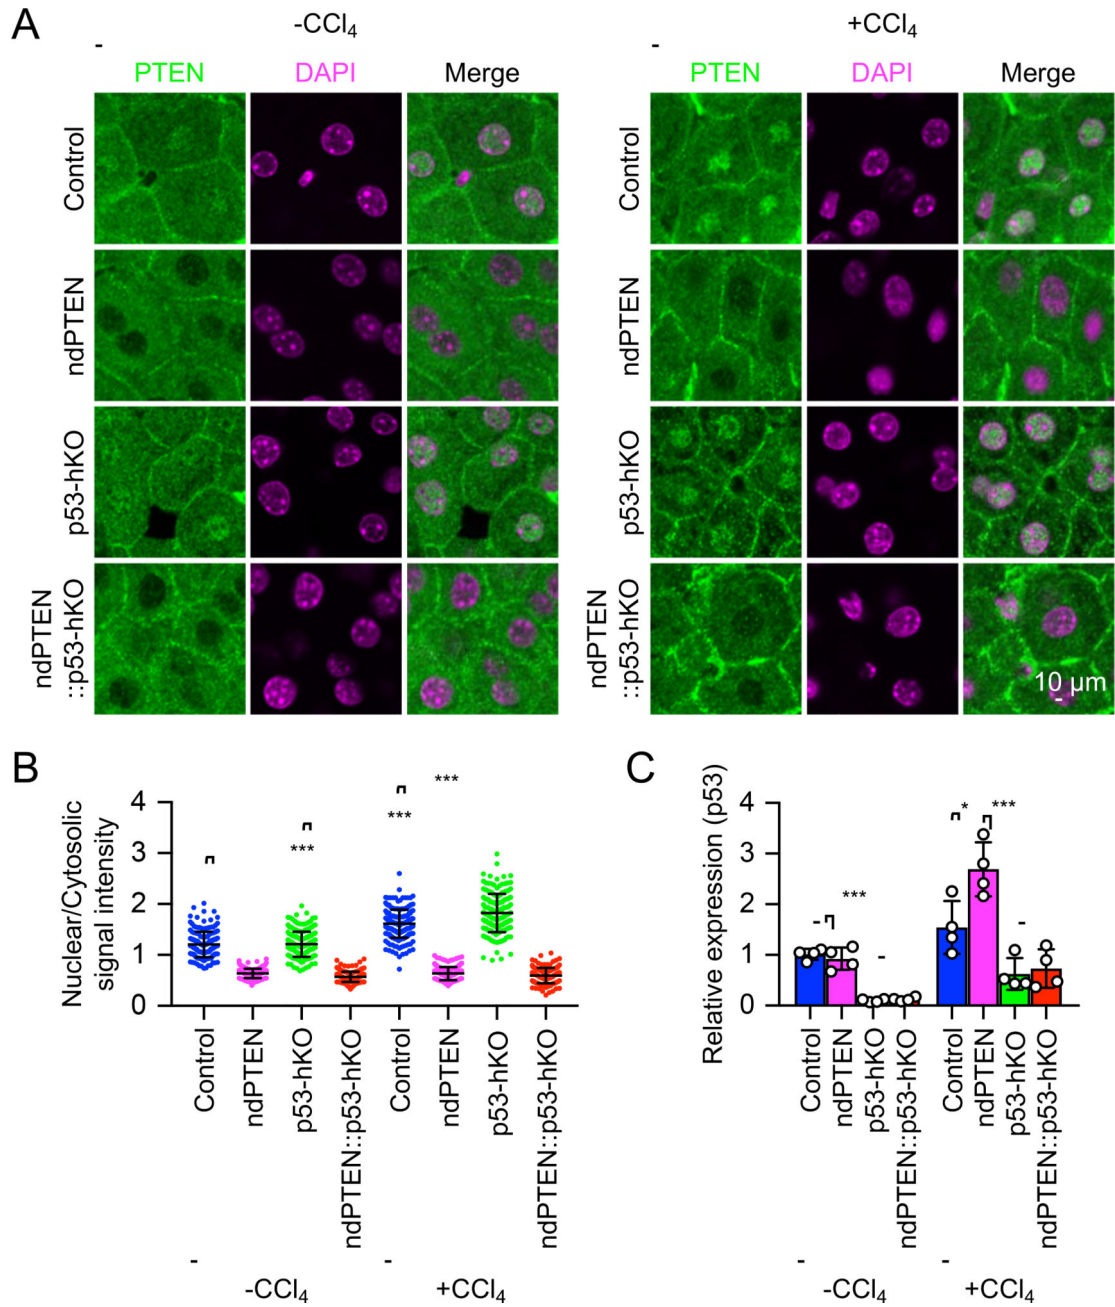 A
-CCl₄
+CCl₄
-
-
PTEN
DAPI
Merge
PTEN
DAPI
Merge
Control
Control
ndPTEN
ndPTEN
p53-hKO
p53-hKO
ndPTEN
::p53-hKO
ndPTEN
::p53-hKO
10 µm
B
Nuclear/Cytosolic
signal intensity
4
3
2
1
0
***
***
***
Control
ndPTEN
p53-hKO
ndPTEN::p53-hKO
Control
ndPTEN
p53-hKO
ndPTEN::p53-hKO
-
-
-CCl₄
+CCl₄
C
Relative expression (p53)
4
3
2
1
0
-
***
-
*
***
-
Control
ndPTEN
p53-hKO
ndPTEN::p53-hKO
Control
ndPTEN
p53-hKO
ndPTEN::p53-hKO
-
-
-CCl₄
+CCl₄